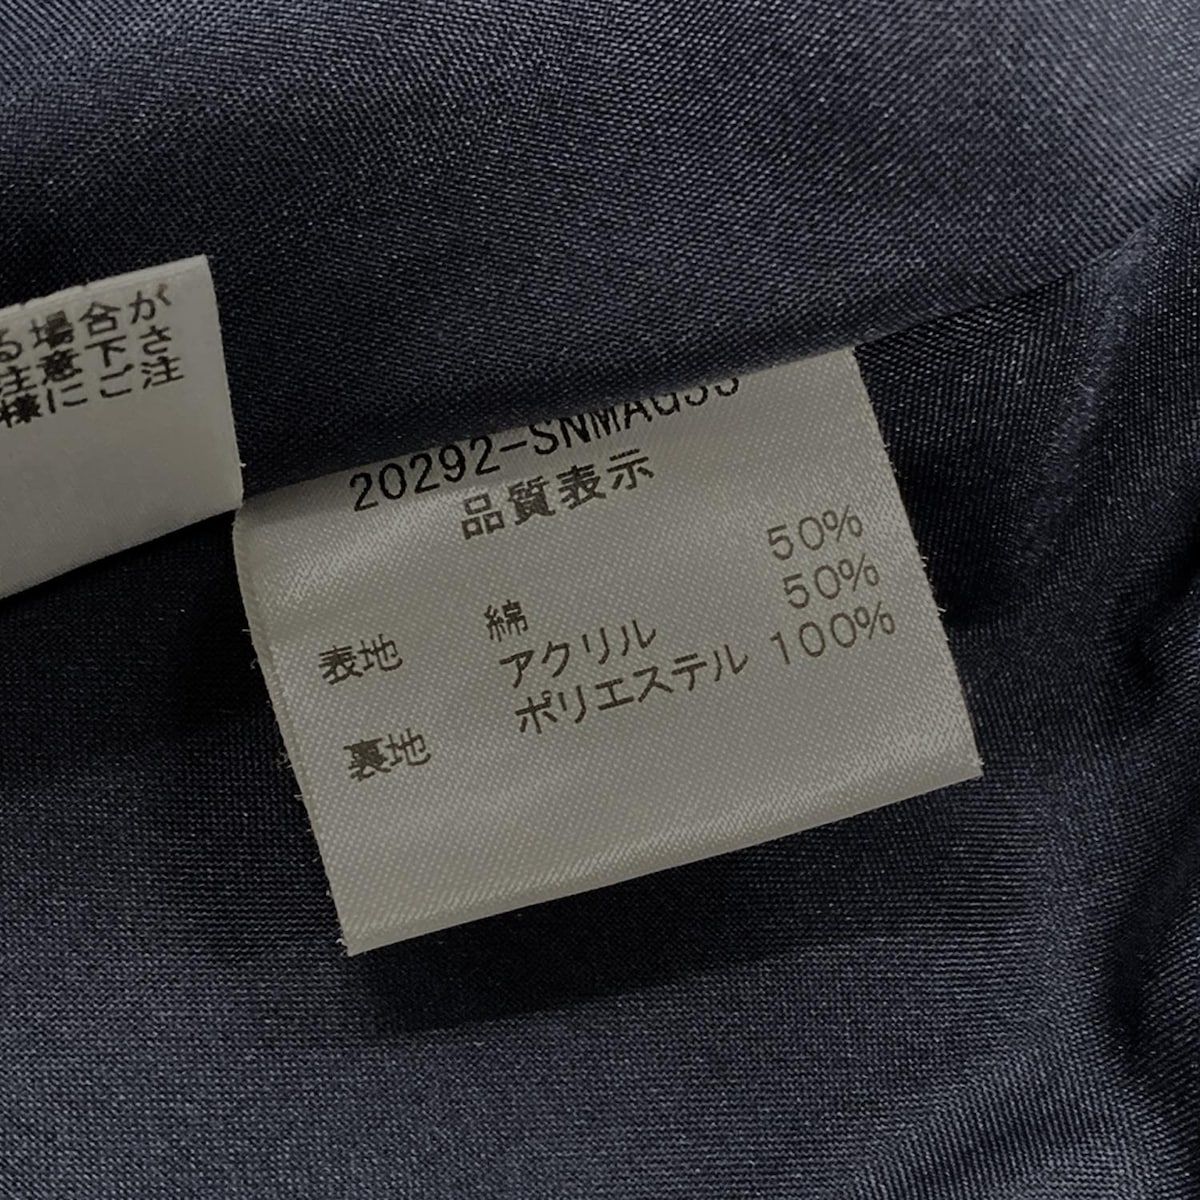 る場合が
注意下さ
様にご注
20292-SNMAG55
品質表示
表地 綿 50%
アクリル 50%
裏地 ポリエステル 100%